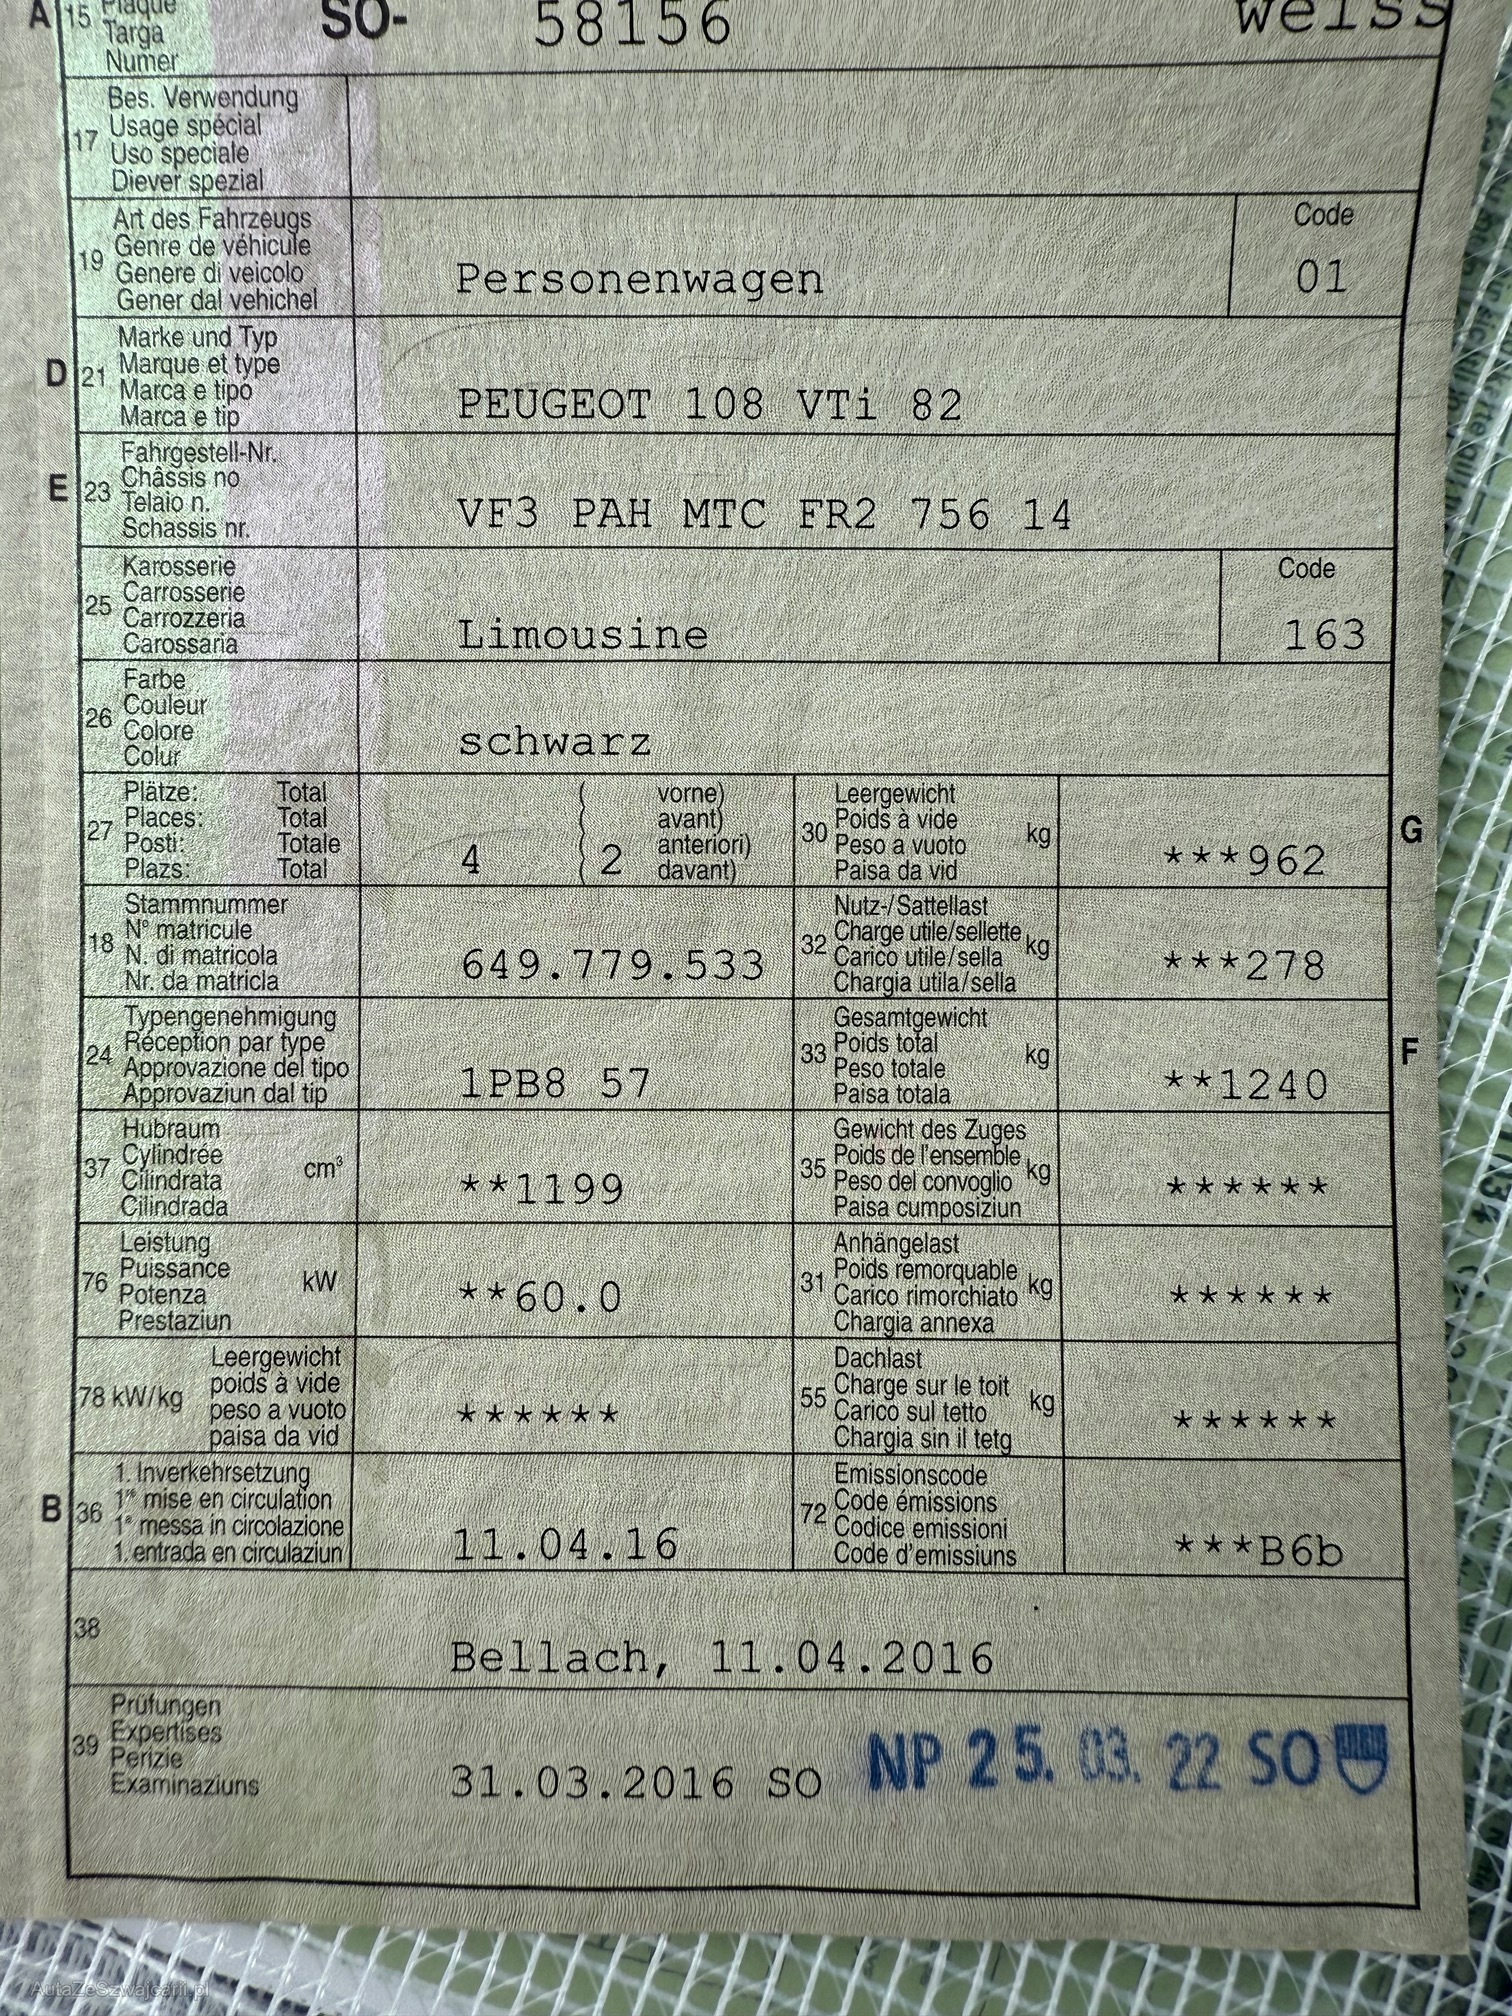 A 15 Plaque SO- 58156 weiss
Targa
Numer
17 Bes. Verwendung
Usage spécial
Uso speciale
Diever spezial
19 Art des Fahrzeugs Code
Genre de véhicule
Genere di veicolo Personenwagen 01
Gener dal vehichel
D 21 Marke und Typ
Marque et type
Marca e tipo PEUGEOT 108 VTi 82
Marca e tip
E 23 Fahrgestell-Nr.
Châssis no
Telaio n. VF3 PAH MTC FR2 756 14
Schassis nr.
25 Karosserie Code
Carrosserie
Carrozzeria Limousine 163
Carossaria
26 Farbe
Couleur
Colore schwarz
Colur
27 Plätze: Total ( vorne)
Places: Total avant)
Posti: Totale 4 ( 2 anteriori)
Plazs: Total davant)
30 Leergewicht
Poids à vide kg G
Peso a vuoto ***962
Paisa da vid
18 Stammnummer
N° matricule
N. di matricola 649.779.533
Nr. da matricla
32 Nutz-/Sattellast
Charge utile/sellette kg
Carico utile/sella ***278
Chargia utila/sella
24 Typengenehmigung
Réception par type
Approvazione del tipo 1PB8 57
Approvaziun dal tip
33 Gesamtgewicht
Poids total kg F
Peso totale **1240
Paisa totala
37 Hubraum
Cylindrée cm³
Cilindrata **1199
Cilindrada
35 Gewicht des Zuges
Poids de l'ensemble kg
Peso del convoglio ******
Paisa cumposiziun
76 Leistung
Puissance kW
Potenza **60.0
Prestaziun
31 Anhängelast
Poids remorquable kg
Carico rimorchiato ******
Chargia annexa
78 kW/kg Leergewicht
poids à vide
peso a vuoto ******
paisa da vid
55 Dachlast
Charge sur le toit kg
Carico sul tetto ******
Chargia sin il tetg
B 36 1. Inverkehrsetzung
1re mise en circulation
1a messa in circolazione 11.04.16
1. entrada en circulaziun
72 Emissionscode
Code émissions
Codice emissioni ***B6b
Code d'emissiuns
38 Bellach, 11.04.2016
39 Prüfungen
Expertises
Perizie 31.03.2016 SO NP 25. 03. 22 SO
Examinaziuns
AutaZeSzwajcarii.pl